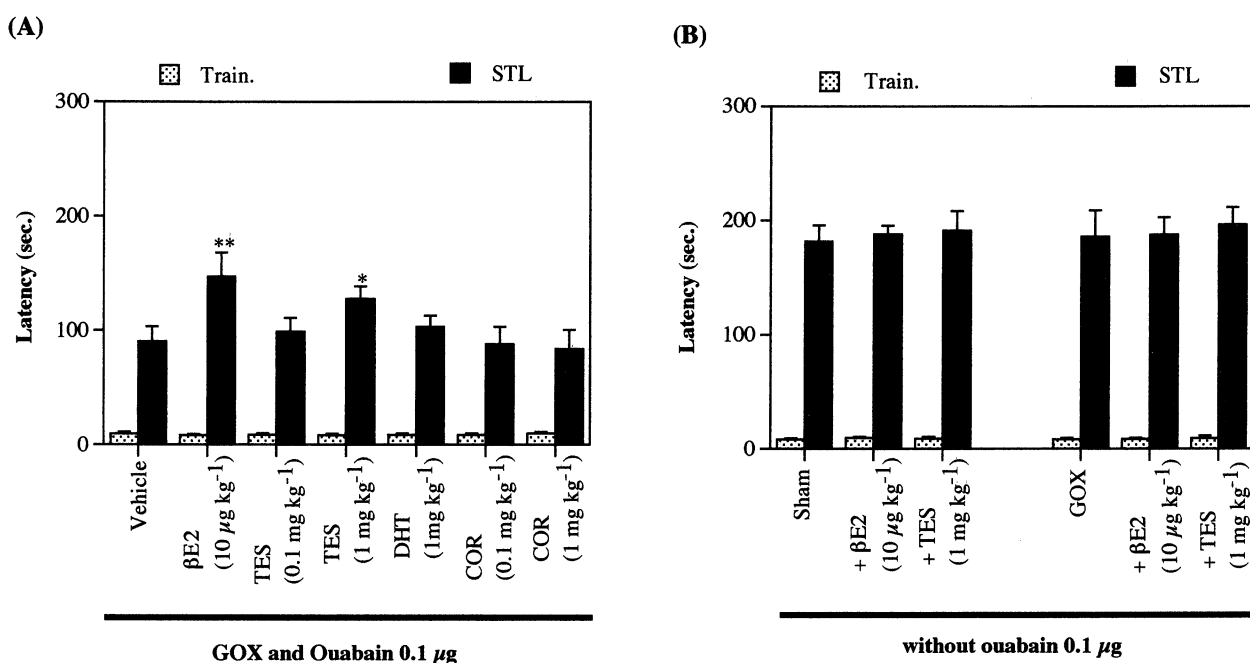 (A)
Train. STL
300
200
100
0
Latency (sec.)
**
*
Vehicle
βE2
(10 μg kg⁻¹)
TES
(0.1 mg kg⁻¹)
TES
(1 mg kg⁻¹)
DHT
(1mg kg⁻¹)
COR
(0.1 mg kg⁻¹)
COR
(1 mg kg⁻¹)
GOX and Ouabain 0.1 μg
(B)
Train. STL
300
200
100
0
Latency (sec.)
Sham
+ βE2
(10 μg kg⁻¹)
+ TES
(1 mg kg⁻¹)
GOX
+ βE2
(10 μg kg⁻¹)
+ TES
(1 mg kg⁻¹)
without ouabain 0.1 μg